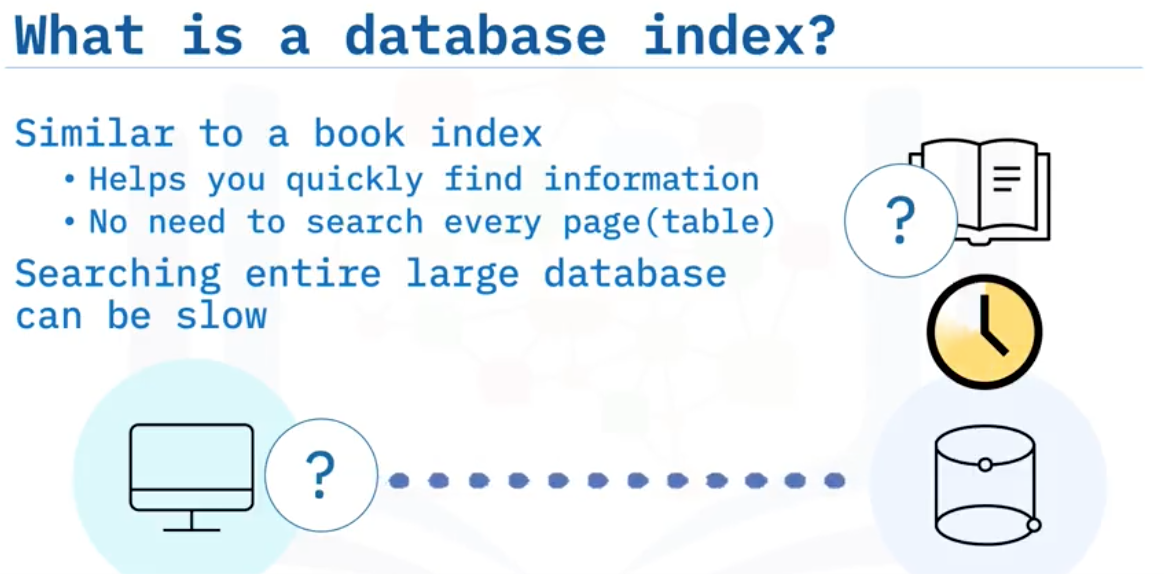 What is a database index?
Similar to a book index
• Helps you quickly find information
• No need to search every page(table)
Searching entire large database
can be slow
?
?